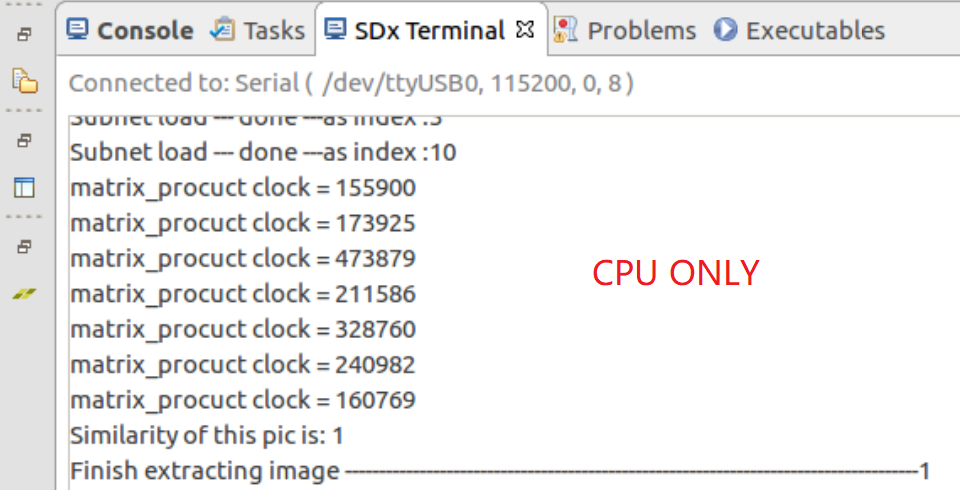 Console Tasks SDx Terminal Problems Executables
Connected to: Serial ( /dev/ttyUSB0, 115200, 0, 8 )
Subnet load --- done ---as index :5
Subnet load --- done ---as index :10
matrix_procuct clock = 155900
matrix_procuct clock = 173925
matrix_procuct clock = 473879
matrix_procuct clock = 211586
matrix_procuct clock = 328760
matrix_procuct clock = 240982
matrix_procuct clock = 160769
CPU ONLY
Similarity of this pic is: 1
Finish extracting image -----------------------------------------------------------------------------------1